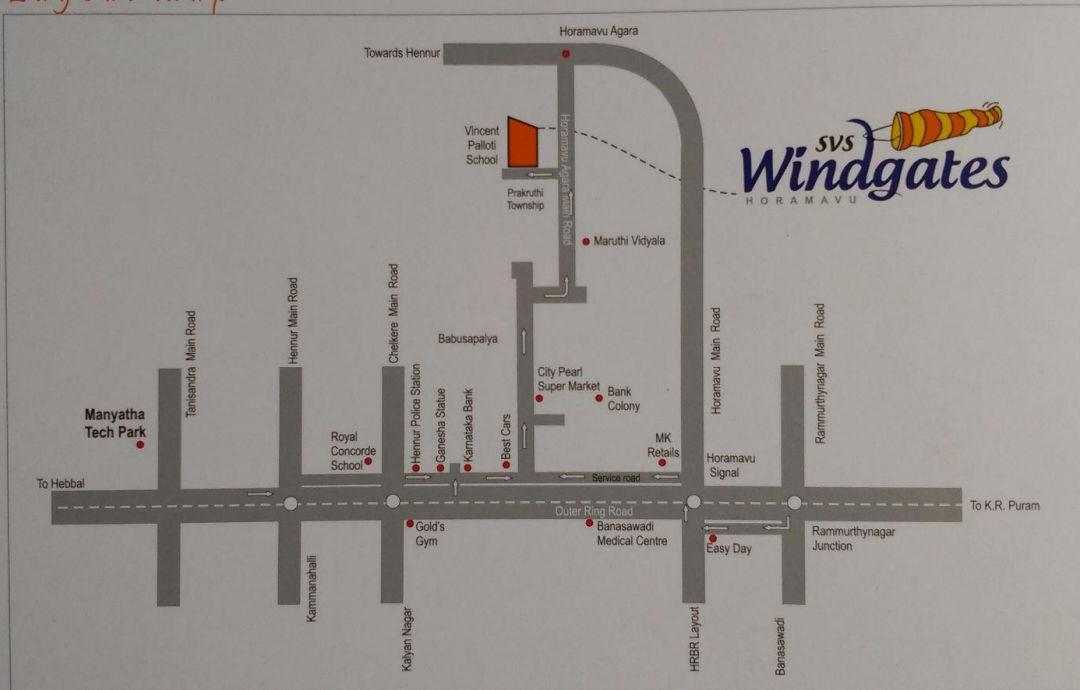 Horamavu Agara
Towards Hennur
Vincent
Palloti
School
Horamavu Agara Main Road
SVS
Windgates
HORAMAVU
Prakruthi
Township
Maruthi Vidyala
Babusapalya
City Pearl
Super Market
Bank
Colony
Tanisandra Main Road
Hennur Main Road
Chelkere Main Road
Horamavu Main Road
Rammurthynagar Main Road
Manyatha
Tech Park
Royal
Concorde
School
Hennur Police Station
Ganesha Statue
Karnataka Bank
Best Cars
MK
Retails
Horamavu
Signal
To Hebbal
Service road
Outer Ring Road
To K.R. Puram
Gold's
Gym
Banasawadi
Medical Centre
Easy Day
Rammurthynagar
Junction
Kammanahalli
Kalyan Nagar
HRBR Layout
Banasawadi